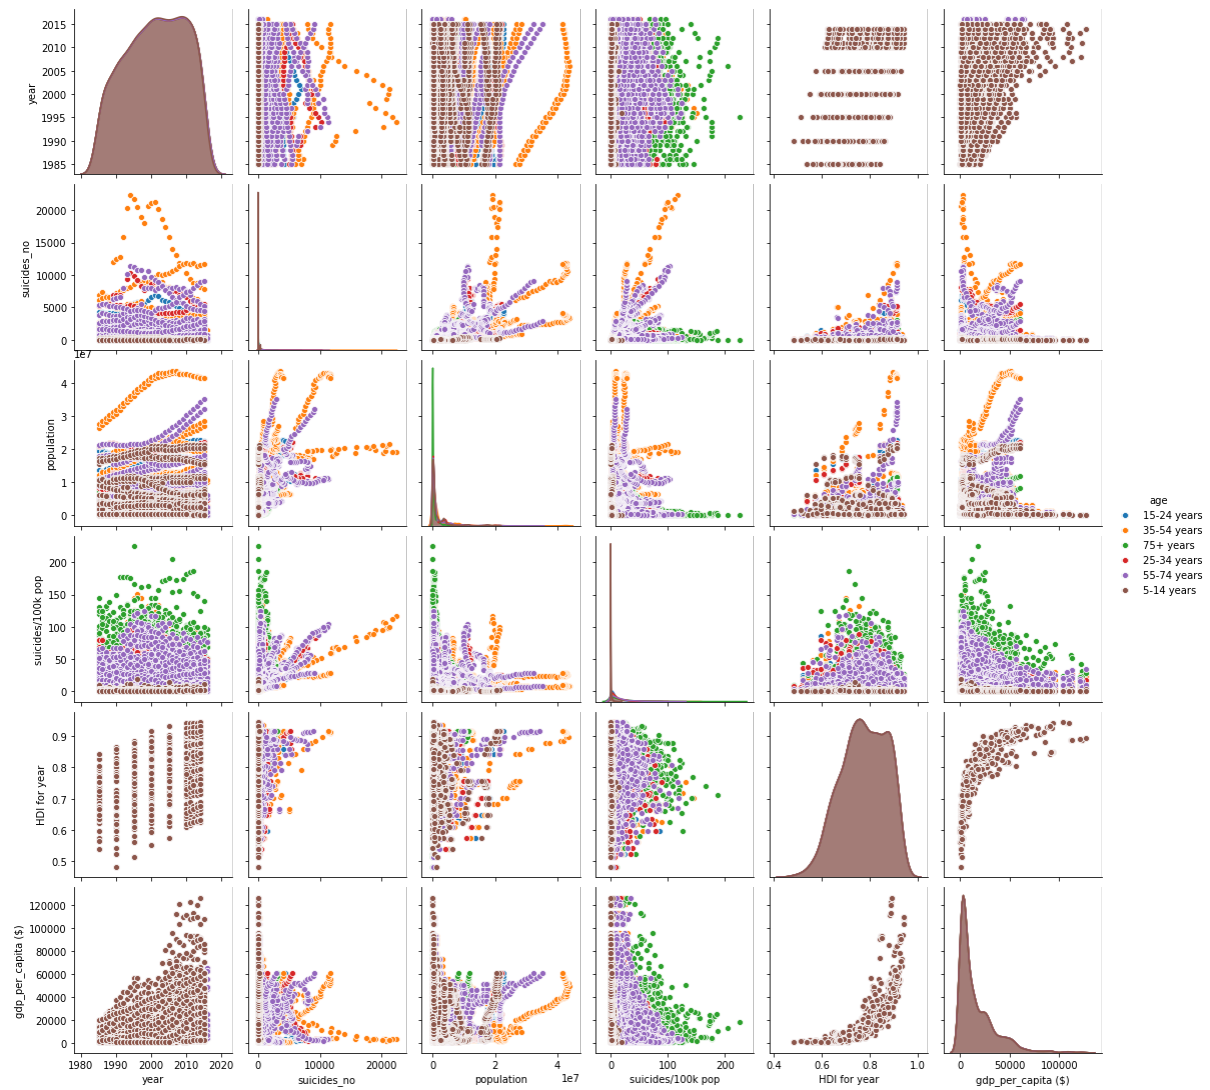 2015
2010
2005
2000
1995
1990
1985
year
20000
15000
10000
5000
0
suicides_no
1e7
4
3
2
1
0
population
200
150
100
50
0
suicides/100k pop
0.9
0.8
0.7
0.6
0.5
HDI for year
120000
100000
80000
60000
40000
20000
0
gdp_per_capita ($)
1980 1990 2000 2010 2020
year
0 10000 20000
suicides_no
0 2 4
1e7
population
0 100 200
suicides/100k pop
0.4 0.6 0.8 1.0
HDI for year
0 50000 100000
gdp_per_capita ($)
age
15-24 years
35-54 years
75+ years
25-34 years
55-74 years
5-14 years